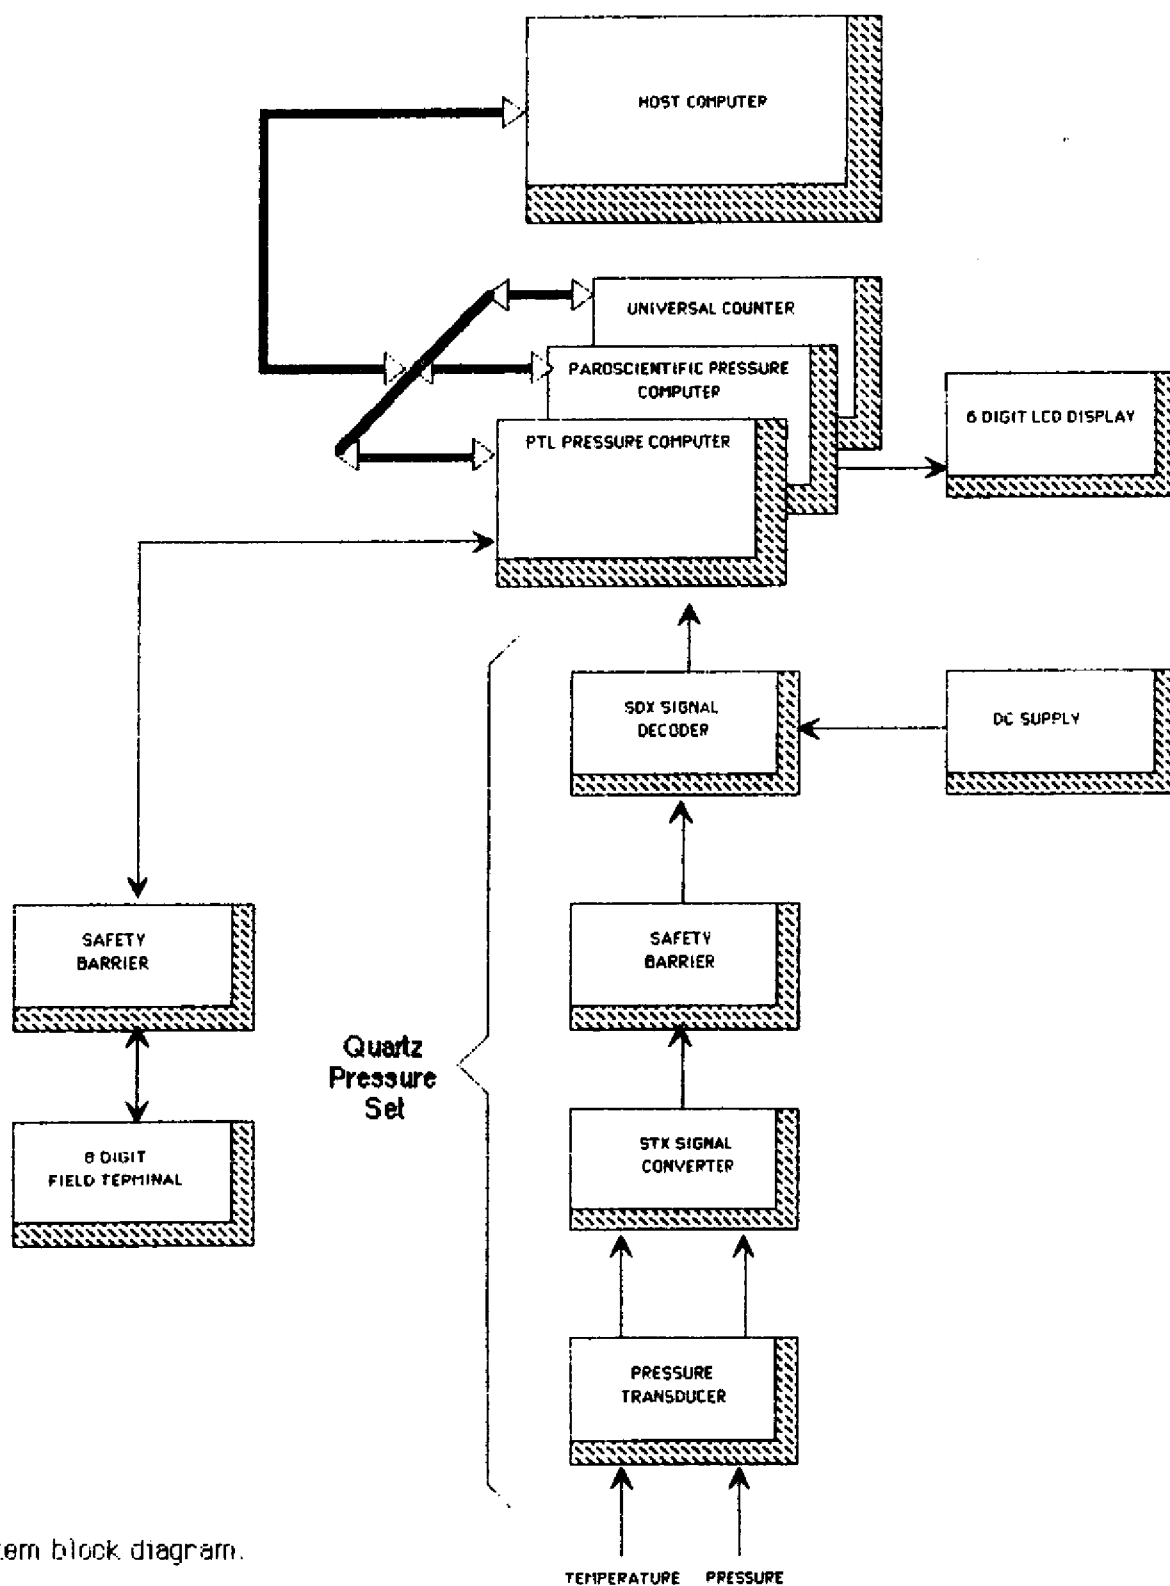 HOST COMPUTER
UNIVERSAL COUNTER
PAROSCIENTIFIC PRESSURE
COMPUTER
PTL PRESSURE COMPUTER
6 DIGIT LCD DISPLAY
SDX SIGNAL
DECODER
DC SUPPLY
SAFETY
BARRIER
SAFETY
BARRIER
Quartz
Pressure
Set
8 DIGIT
FIELD TERMINAL
STX SIGNAL
CONVERTER
PRESSURE
TRANSDUCER
block diagram.
TEMPERATURE PRESSURE